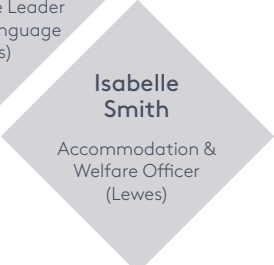 Leader
Isabelle
Smith
Accommodation &
Welfare Officer
(Lewes)